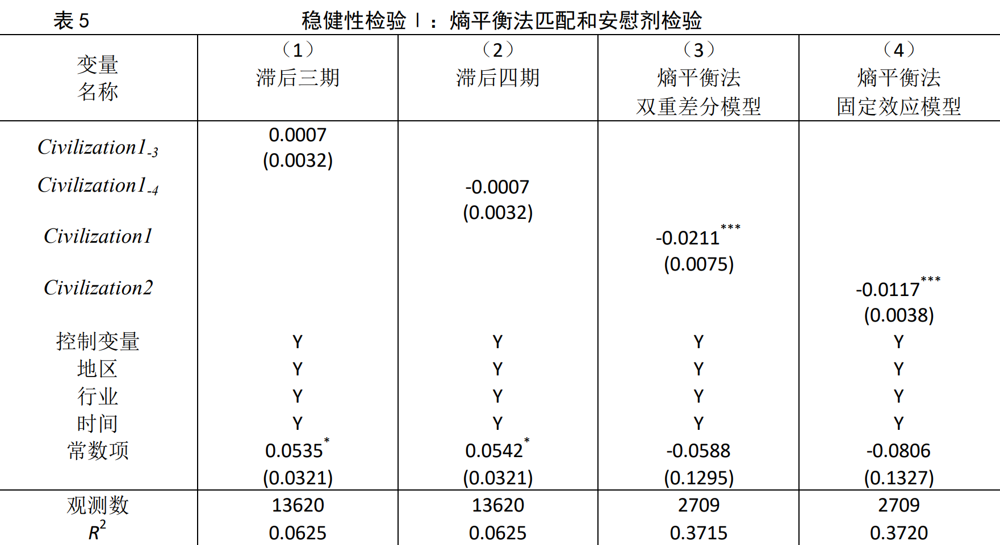 表 5 稳健性检验Ⅰ：熵平衡法匹配和安慰剂检验
变量名称 （1）滞后三期 （2）滞后四期 （3）熵平衡法双重差分模型 （4）熵平衡法固定效应模型
Civilization1-3 0.0007
(0.0032)
Civilization1-4 -0.0007
(0.0032)
Civilization1 -0.0211***
(0.0075)
Civilization2 -0.0117***
(0.0038)
控制变量 Y Y Y Y
地区 Y Y Y Y
行业 Y Y Y Y
时间 Y Y Y Y
常数项 0.0535* 0.0542* -0.0588 -0.0806
(0.0321) (0.0321) (0.1295) (0.1327)
观测数 13620 13620 2709 2709
R2 0.0625 0.0625 0.3715 0.3720